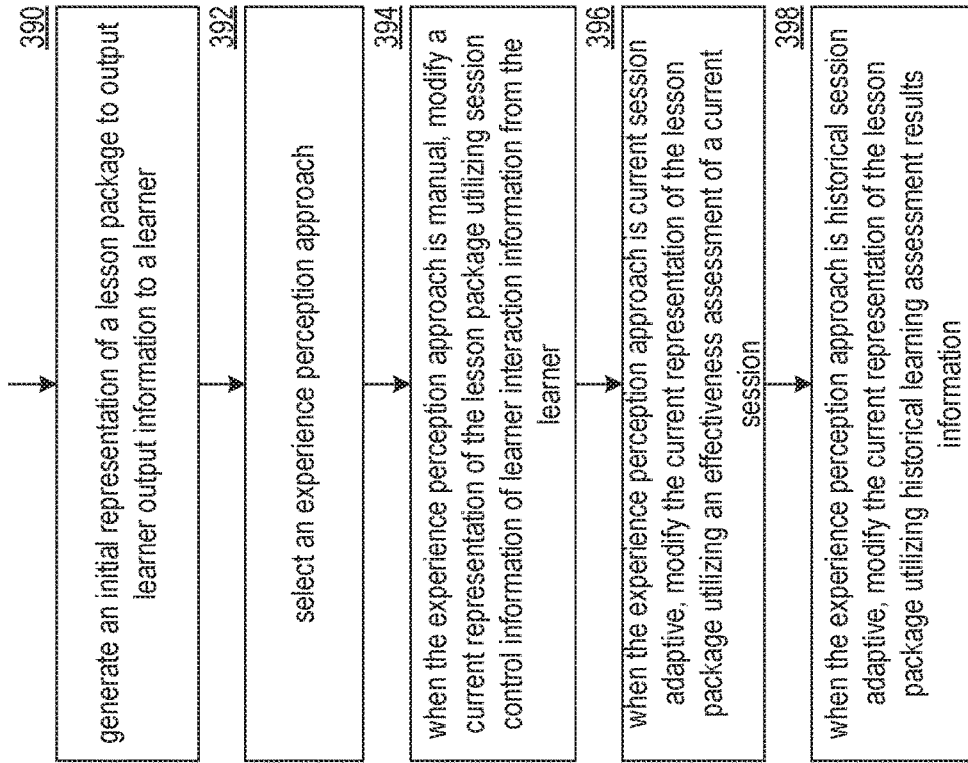 390
generate an initial representation of a lesson package to output
learner output information to a learner
392
select an experience perception approach
394
when the experience perception approach is manual, modify a
current representation of the lesson package utilizing session
control information of learner interaction information from the
learner
396
when the experience perception approach is current session
adaptive, modify the current representation of the lesson
package utilizing an effectiveness assessment of a current
session
398
when the experience perception approach is historical session
adaptive, modify the current representation of the lesson
package utilizing historical learning assessment results
information